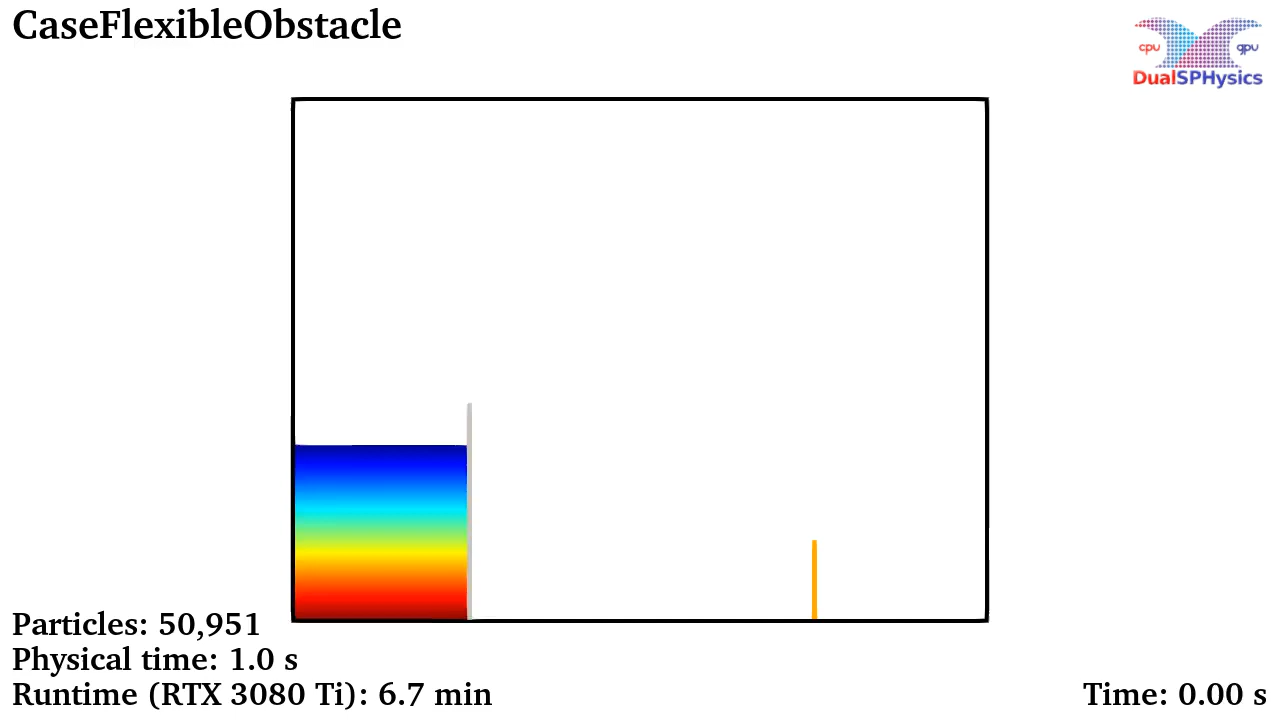 CaseFlexibleObstacle
cpu gpu
DualSPHysics
Particles: 50,951
Physical time: 1.0 s
Runtime (RTX 3080 Ti): 6.7 min
Time: 0.00 s